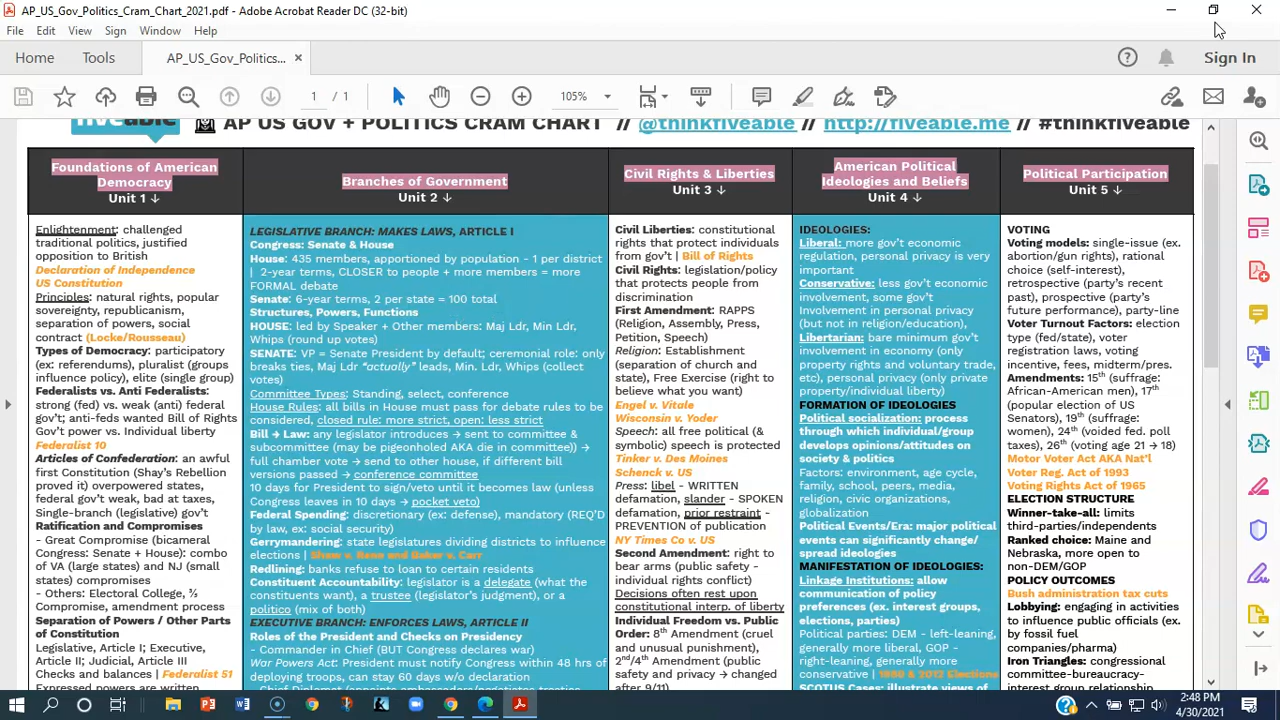 AP_US_Gov_Politics_Cram_Chart_2021.pdf - Adobe Acrobat Reader DC (32-bit)
File Edit View Sign Window Help
Home Tools AP_US_Gov_Politics... × Sign In
1 / 1 105%
fiveable AP US GOV + POLITICS CRAM CHART // @thinkfiveable // http://fiveable.me // #thinkfiveable
Foundations of American
Democracy
Unit 1 ↓
Enlightenment: challenged
traditional politics, justified
opposition to British
Declaration of Independence
US Constitution
Principles: natural rights, popular
sovereignty, republicanism,
separation of powers, social
contract (Locke/Rousseau)
Types of Democracy: participatory
(ex: referendums), pluralist (groups
influence policy), elite (single group)
Federalists vs. Anti Federalists:
strong (fed) vs. weak (anti) federal
gov't; anti-feds wanted Bill of Rights
Gov't power vs. Individual liberty
Federalist 10
Articles of Confederation: an awful
first Constitution (Shay's Rebellion
proved it) overpowered states,
federal gov't weak, bad at taxes,
Single-branch (legislative) gov't
Ratification and Compromises
- Great Compromise (bicameral
Congress: Senate + House): combo
of VA (large states) and NJ (small
states) compromises
- Others: Electoral College, ⅗
Compromise, amendment process
Separation of Powers / Other Parts
of Constitution
Legislative, Article I; Executive,
Article II; Judicial, Article III
Checks and balances | Federalist 51
Expressed powers are written
Branches of Government
Unit 2 ↓
LEGISLATIVE BRANCH: MAKES LAWS, ARTICLE I
Congress: Senate & House
House: 435 members, apportioned by population - 1 per district
| 2-year terms, CLOSER to people + more members = more
FORMAL debate
Senate: 6-year terms, 2 per state = 100 total
Structures, Powers, Functions
HOUSE: led by Speaker + Other members: Maj Ldr, Min Ldr,
Whips (round up votes)
SENATE: VP = Senate President by default; ceremonial role: only
breaks ties, Maj Ldr "actually" leads, Min. Ldr, Whips (collect
votes)
Committee Types: Standing, select, conference
House Rules: all bills in House must pass for debate rules to be
considered, closed rule: more strict, open: less strict
Bill → Law: any legislator introduces → sent to committee &
subcommittee (may be pigeonholed AKA die in committee)) →
full chamber vote → send to other house, if different bill
versions passed → conference committee
10 days for President to sign/veto until it becomes law (unless
Congress leaves in 10 days → pocket veto)
Federal Spending: discretionary (ex: defense), mandatory (REQ'D
by law, ex: social security)
Gerrymandering: state legislatures dividing districts to influence
elections | Shaw v. Reno and Baker v. Carr
Redlining: banks refuse to loan to certain residents
Constituent Accountability: legislator is a delegate (what the
constituents want), a trustee (legislator's judgment), or a
politico (mix of both)
EXECUTIVE BRANCH: ENFORCES LAWS, ARTICLE II
Roles of the President and Checks on Presidency
- Commander in Chief (BUT Congress declares war)
War Powers Act: President must notify Congress within 48 hrs of
deploying troops, can stay 60 days w/o declaration
- Chief Diplomat (appoints ambassadors/negotiates treaties
Civil Rights & Liberties
Unit 3 ↓
Civil Liberties: constitutional
rights that protect individuals
from gov't | Bill of Rights
Civil Rights: legislation/policy
that protects people from
discrimination
First Amendment: RAPPS
(Religion, Assembly, Press,
Petition, Speech)
Religion: Establishment
(separation of church and
state), Free Exercise (right to
believe what you want)
Engel v. Vitale
Wisconsin v. Yoder
Speech: all free political (&
symbolic) speech is protected
Tinker v. Des Moines
Schenck v. US
Press: libel - WRITTEN
defamation, slander - SPOKEN
defamation, prior restraint -
PREVENTION of publication
NY Times Co v. US
Second Amendment: right to
bear arms (public safety -
individual rights conflict)
Decisions often rest upon
constitutional interp. of liberty
Individual Freedom vs. Public
Order: 8th Amendment (cruel
and unusual punishment),
2nd/4th Amendment (public
safety and privacy → changed
after 9/11)
American Political
Ideologies and Beliefs
Unit 4 ↓
IDEOLOGIES:
Liberal: more gov't economic
regulation, personal privacy is very
important
Conservative: less gov't economic
involvement, some gov't
Involvement in personal privacy
(but not in religion/education),
Libertarian: bare minimum gov't
involvement in economy (only
property rights and voluntary trade,
etc), personal privacy (only private
property/individual liberty)
FORMATION OF IDEOLOGIES
Political socialization: process
through which individual/group
develops opinions/attitudes on
society & politics
Factors: environment, age cycle,
family, school, peers, media,
religion, civic organizations,
globalization
Political Events/Era: major political
events can significantly change/
spread ideologies
MANIFESTATION OF IDEOLOGIES:
Linkage Institutions: allow
communication of policy
preferences (ex. interest groups,
elections, parties)
Political parties: DEM - left-leaning,
generally more liberal, GOP -
right-leaning, generally more
conservative | 1980 & 2012 Elections
SCOTUS Cases: illustrate views of
Political Participation
Unit 5 ↓
VOTING
Voting models: single-issue (ex.
abortion/gun rights), rational
choice (self-interest),
retrospective (party's recent
past), prospective (party's
future performance), party-line
Voter Turnout Factors: election
type (fed/state), voter
registration laws, voting
incentive, fees, midterm/pres.
Amendments: 15th (suffrage:
African-American men), 17th
(popular election of US
Senators), 19th (suffrage:
women), 24th (voided fed. poll
taxes), 26th (voting age 21 → 18)
Motor Voter Act AKA Nat'l
Voter Reg. Act of 1993
Voting Rights Act of 1965
ELECTION STRUCTURE
Winner-take-all: limits
third-parties/independents
Ranked choice: Maine and
Nebraska, more open to
non-DEM/GOP
POLICY OUTCOMES
Bush administration tax cuts
Lobbying: engaging in activities
to influence public officials (ex.
by fossil fuel
companies/pharma)
Iron Triangles: congressional
committee-bureaucracy-
interest group relationship
2:48 PM
4/30/2021